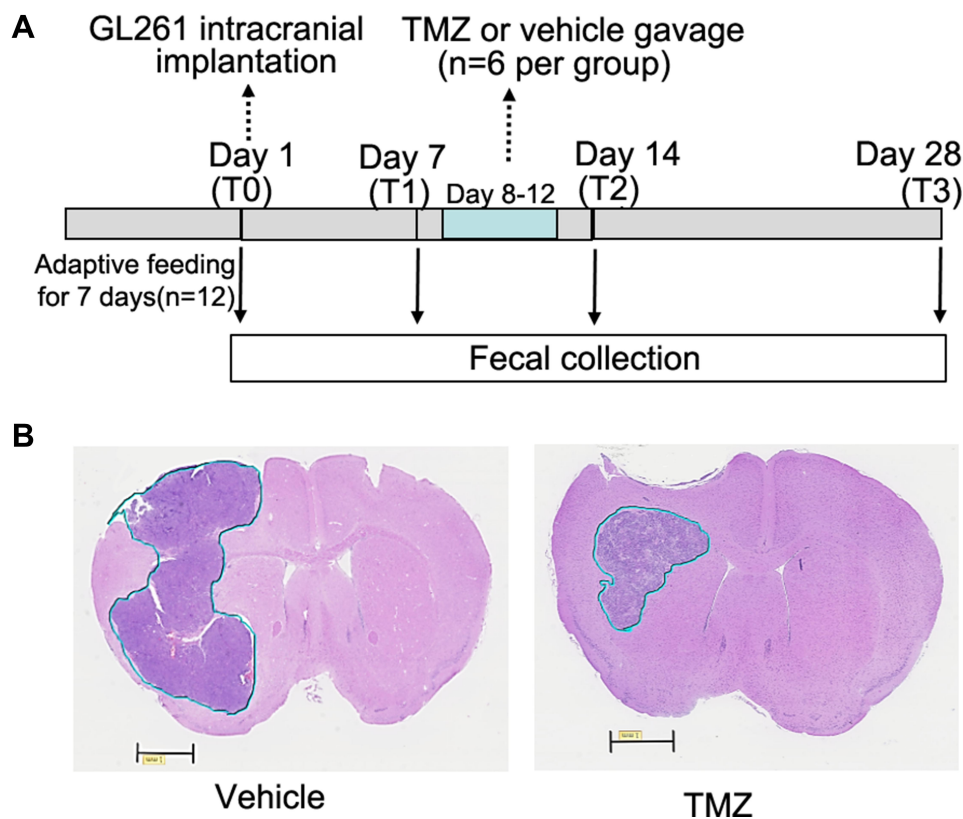 A
GL261 intracranial
implantation
TMZ or vehicle gavage
(n=6 per group)
Day 1
(T0)
Day 7
(T1)
Day 8-12
Day 14
(T2)
Day 28
(T3)
Adaptive feeding
for 7 days(n=12)
Fecal collection
B
Vehicle
TMZ